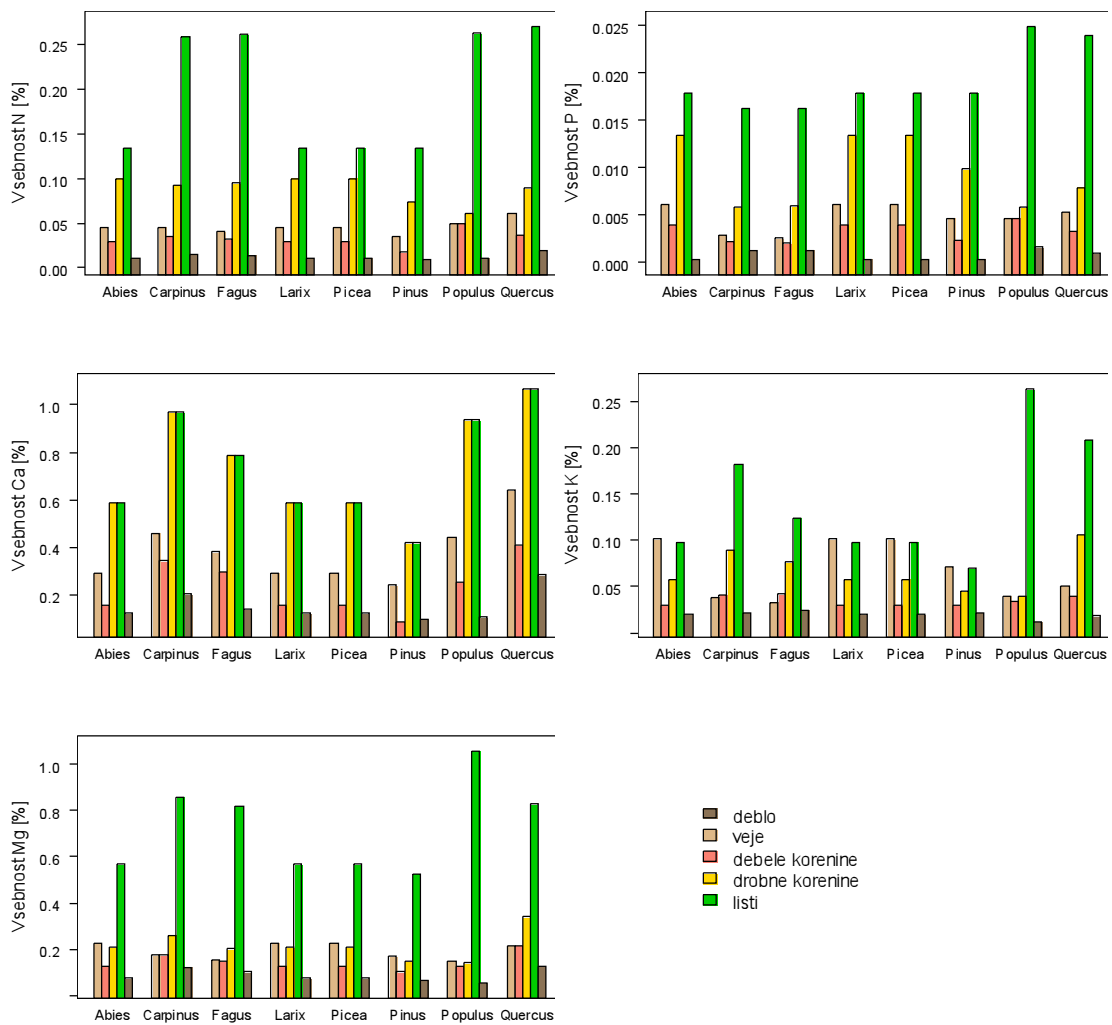 Vsebnost N [%]
0.25
0.20
0.15
0.10
0.05
0.00
Abies Carpinus Fagus Larix Picea Pinus Populus Quercus
Vsebnost P [%]
0.025
0.020
0.015
0.010
0.005
0.000
Abies Carpinus Fagus Larix Picea Pinus Populus Quercus
Vsebnost Ca [%]
1.0
0.8
0.6
0.4
0.2
Abies Carpinus Fagus Larix Picea Pinus Populus Quercus
Vsebnost K [%]
0.25
0.20
0.15
0.10
0.05
Abies Carpinus Fagus Larix Picea Pinus Populus Quercus
Vsebnost Mg [%]
1.0
0.8
0.6
0.4
0.2
Abies Carpinus Fagus Larix Picea Pinus Populus Quercus
deblo
veje
debele korenine
drobne korenine
listi